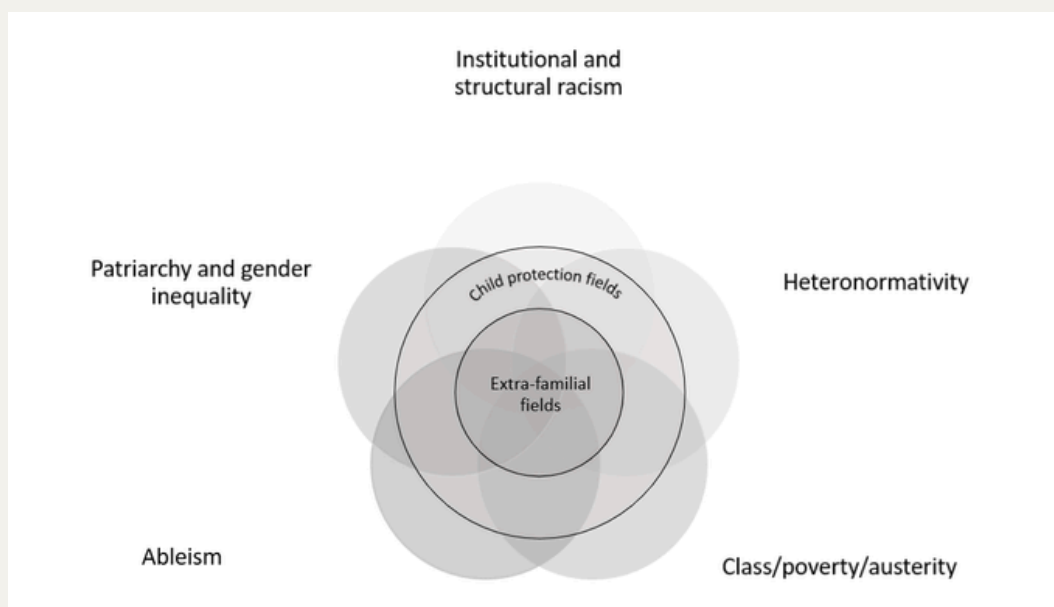 Institutional and
structural racism
Patriarchy and gender
inequality
Heteronormativity
Child protection fields
Extra-familial
fields
Ableism
Class/poverty/austerity